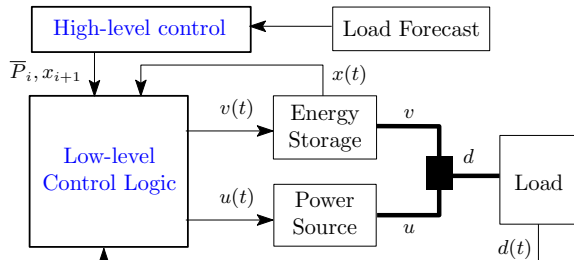 High-level control
Load Forecast
P̅ᵢ, xᵢ₊₁
x(t)
v(t)
Energy
Storage
v
Low-level
Control Logic
d
Load
u(t)
Power
Source
u
d(t)